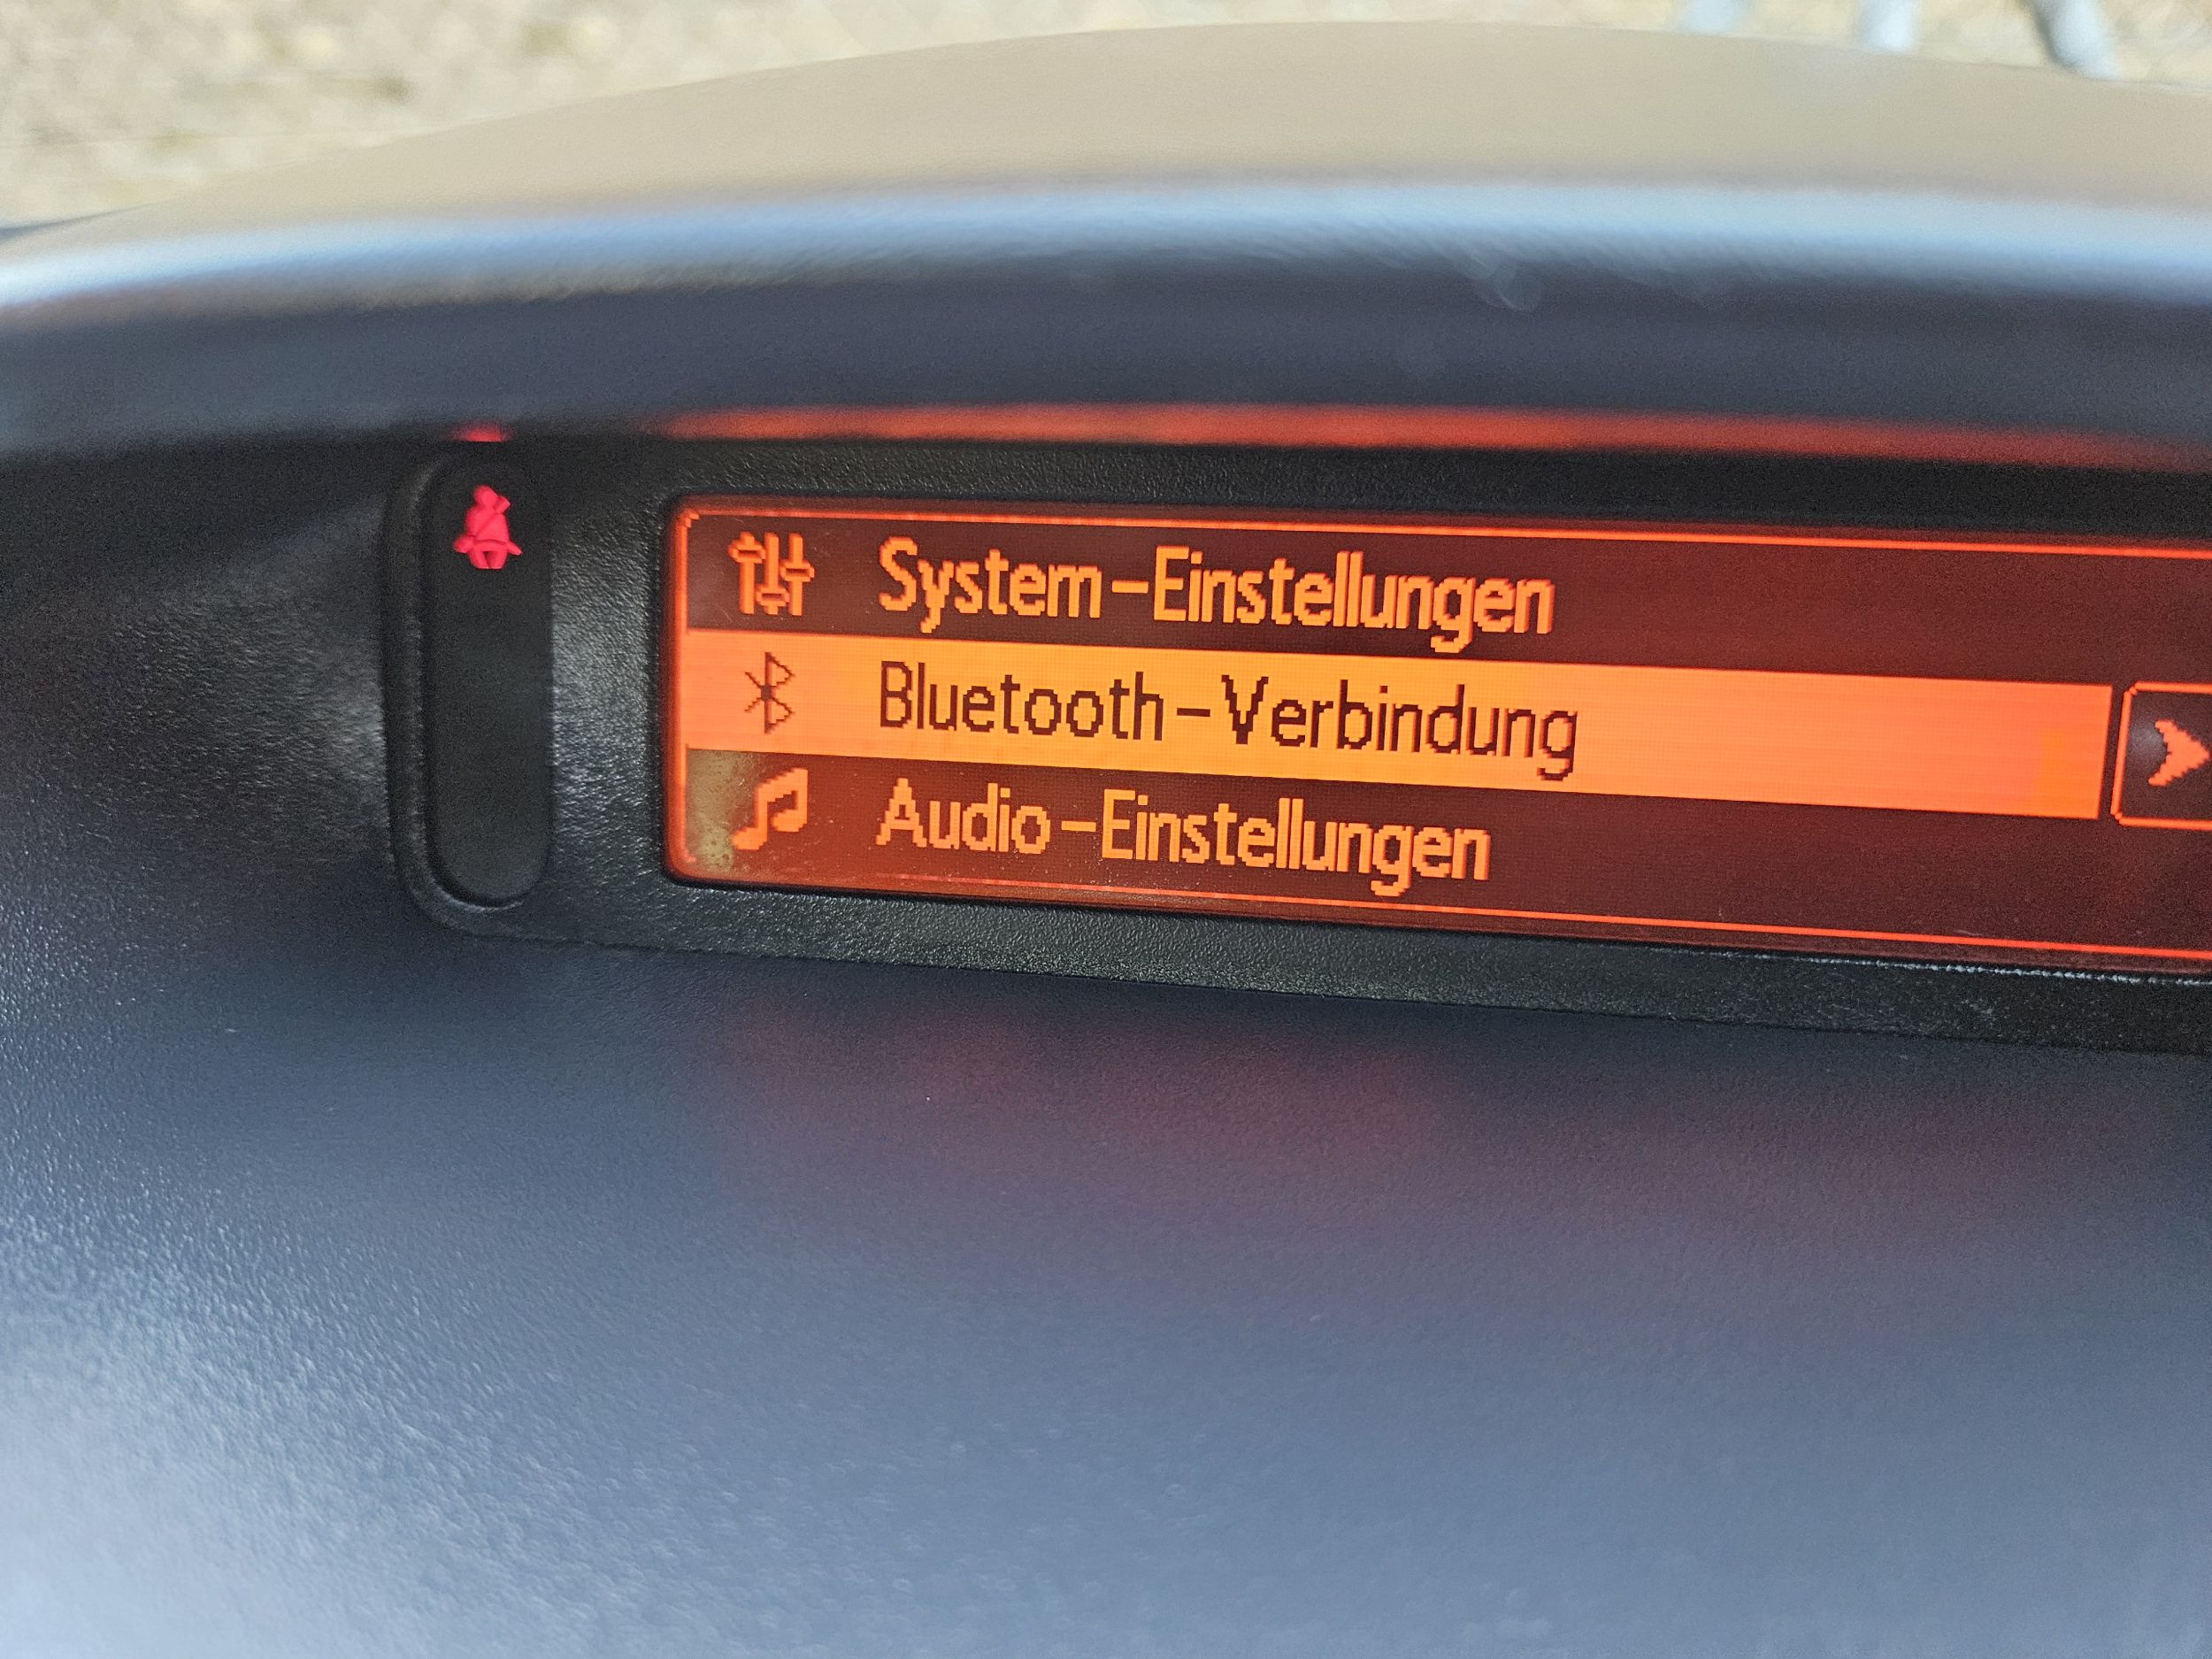 System-Einstellungen
Bluetooth-Verbindung
Audio-Einstellungen